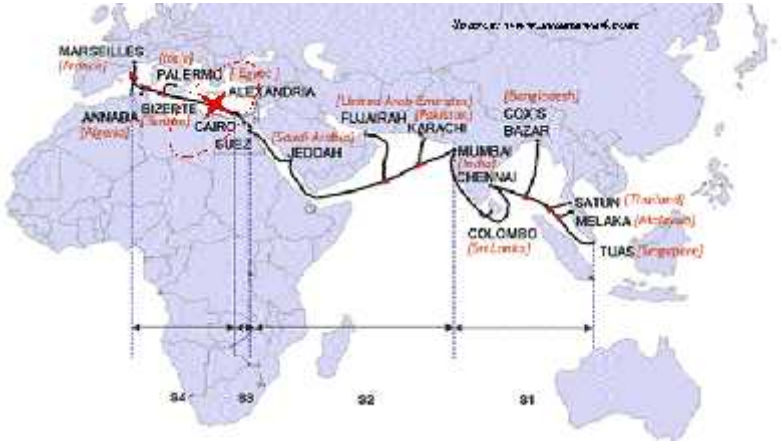 MARSEILLES
(France)
(Italy)
PALERMO
(Egypt)
ALEXANDRIA
BIZERTE
(Tunisia)
ANNABA
(Algeria)
CAIRO
SUEZ
(Saudi Arabia)
JEDDAH
(United Arab Emirates)
FUJAIRAH
(Pakistan)
KARACHI
(Bangladesh)
COX'S
BAZAR
MUMBAI
(India)
CHENNAI
COLOMBO
(Sri Lanka)
SATUN (Thailand)
MELAKA (Malaysia)
TUAS (Singapore)
S4
S3
S2
S1